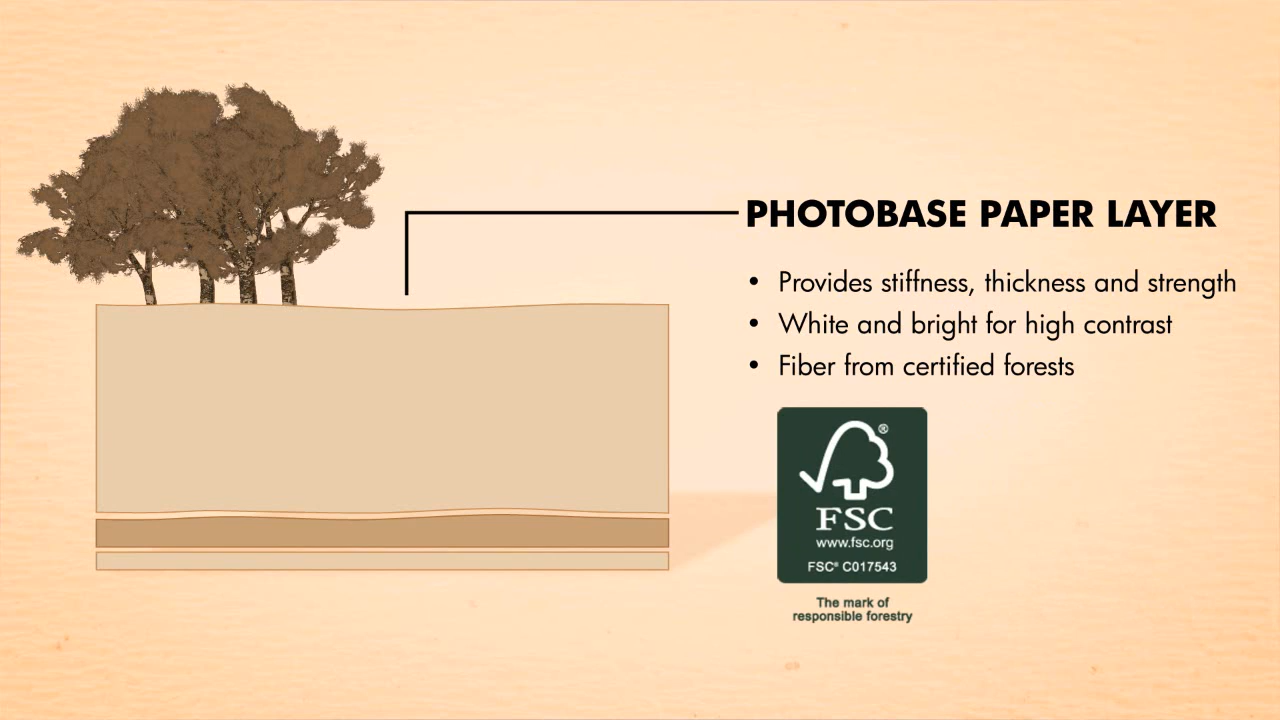 PHOTOBASE PAPER LAYER
• Provides stiffness, thickness and strength
• White and bright for high contrast
• Fiber from certified forests
®
FSC
www.fsc.org
FSC® C017543
The mark of
responsible forestry